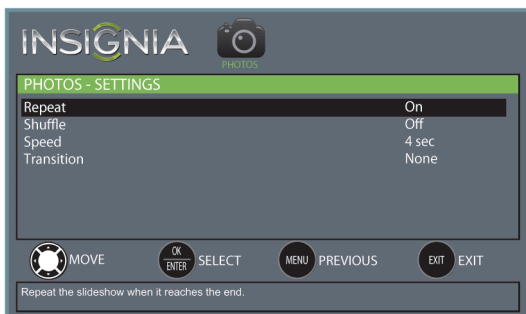 INSIGNIA
PHOTOS
PHOTOS - SETTINGS
Repeat On
Shuffle Off
Speed 4 sec
Transition None
MOVE OK ENTER SELECT MENU PREVIOUS EXIT EXIT
Repeat the slideshow when it reaches the end.